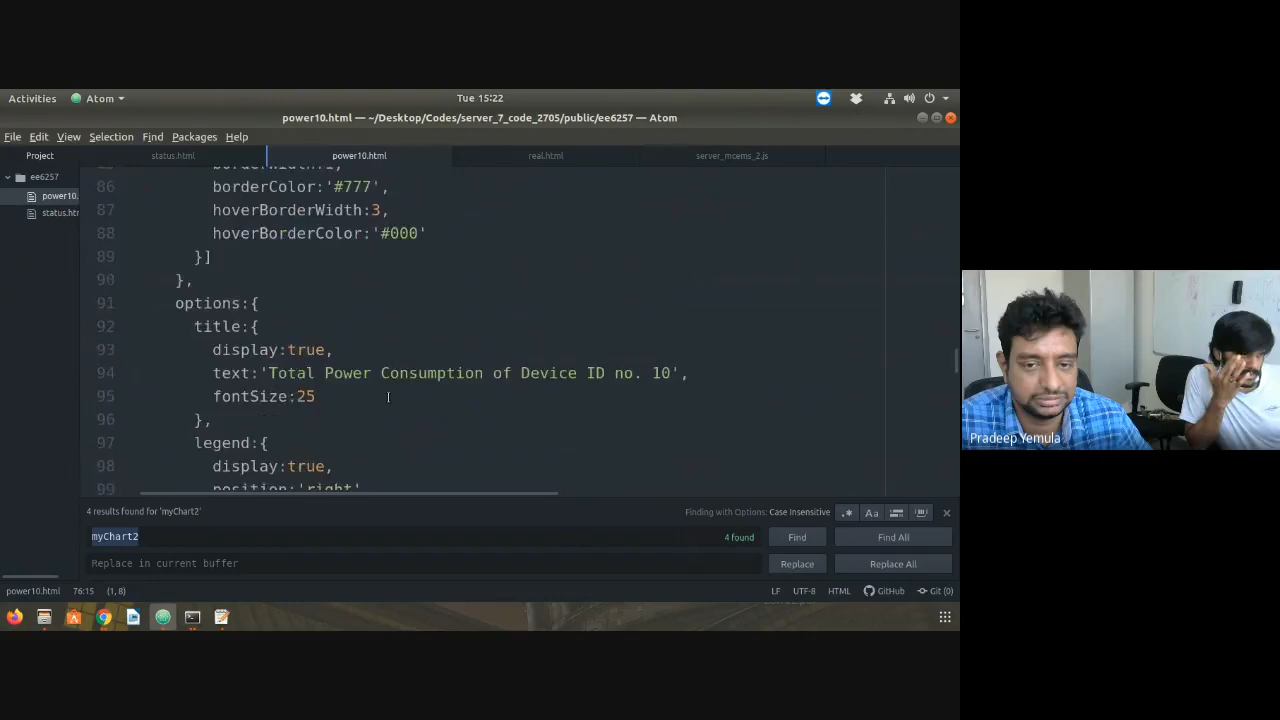 Activities Atom Tue 15:22
power10.html — ~/Desktop/Codes/server_7_code_2705/public/ee6257 — Atom
File Edit View Selection Find Packages Help
Project status.html power10.html real.html server_mcems_2.js
ee6257
power10.
status.htr
86 borderColor:'#777',
87 hoverBorderWidth:3,
88 hoverBorderColor:'#000'
89 }]
90 },
91 options:{
92 title:{
93 display:true,
94 text:'Total Power Consumption of Device ID no. 10',
95 fontSize:25
96 },
97 legend:{
98 display:true,
position:'right'
4 results found for 'myChart2' Finding with Options: Case Insensitive
myChart2 4 found Find Find All
Replace in current buffer Replace Replace All
power10.html 76:15 (1, 8) LF UTF-8 HTML GitHub Git (0)
Pradeep Yemula